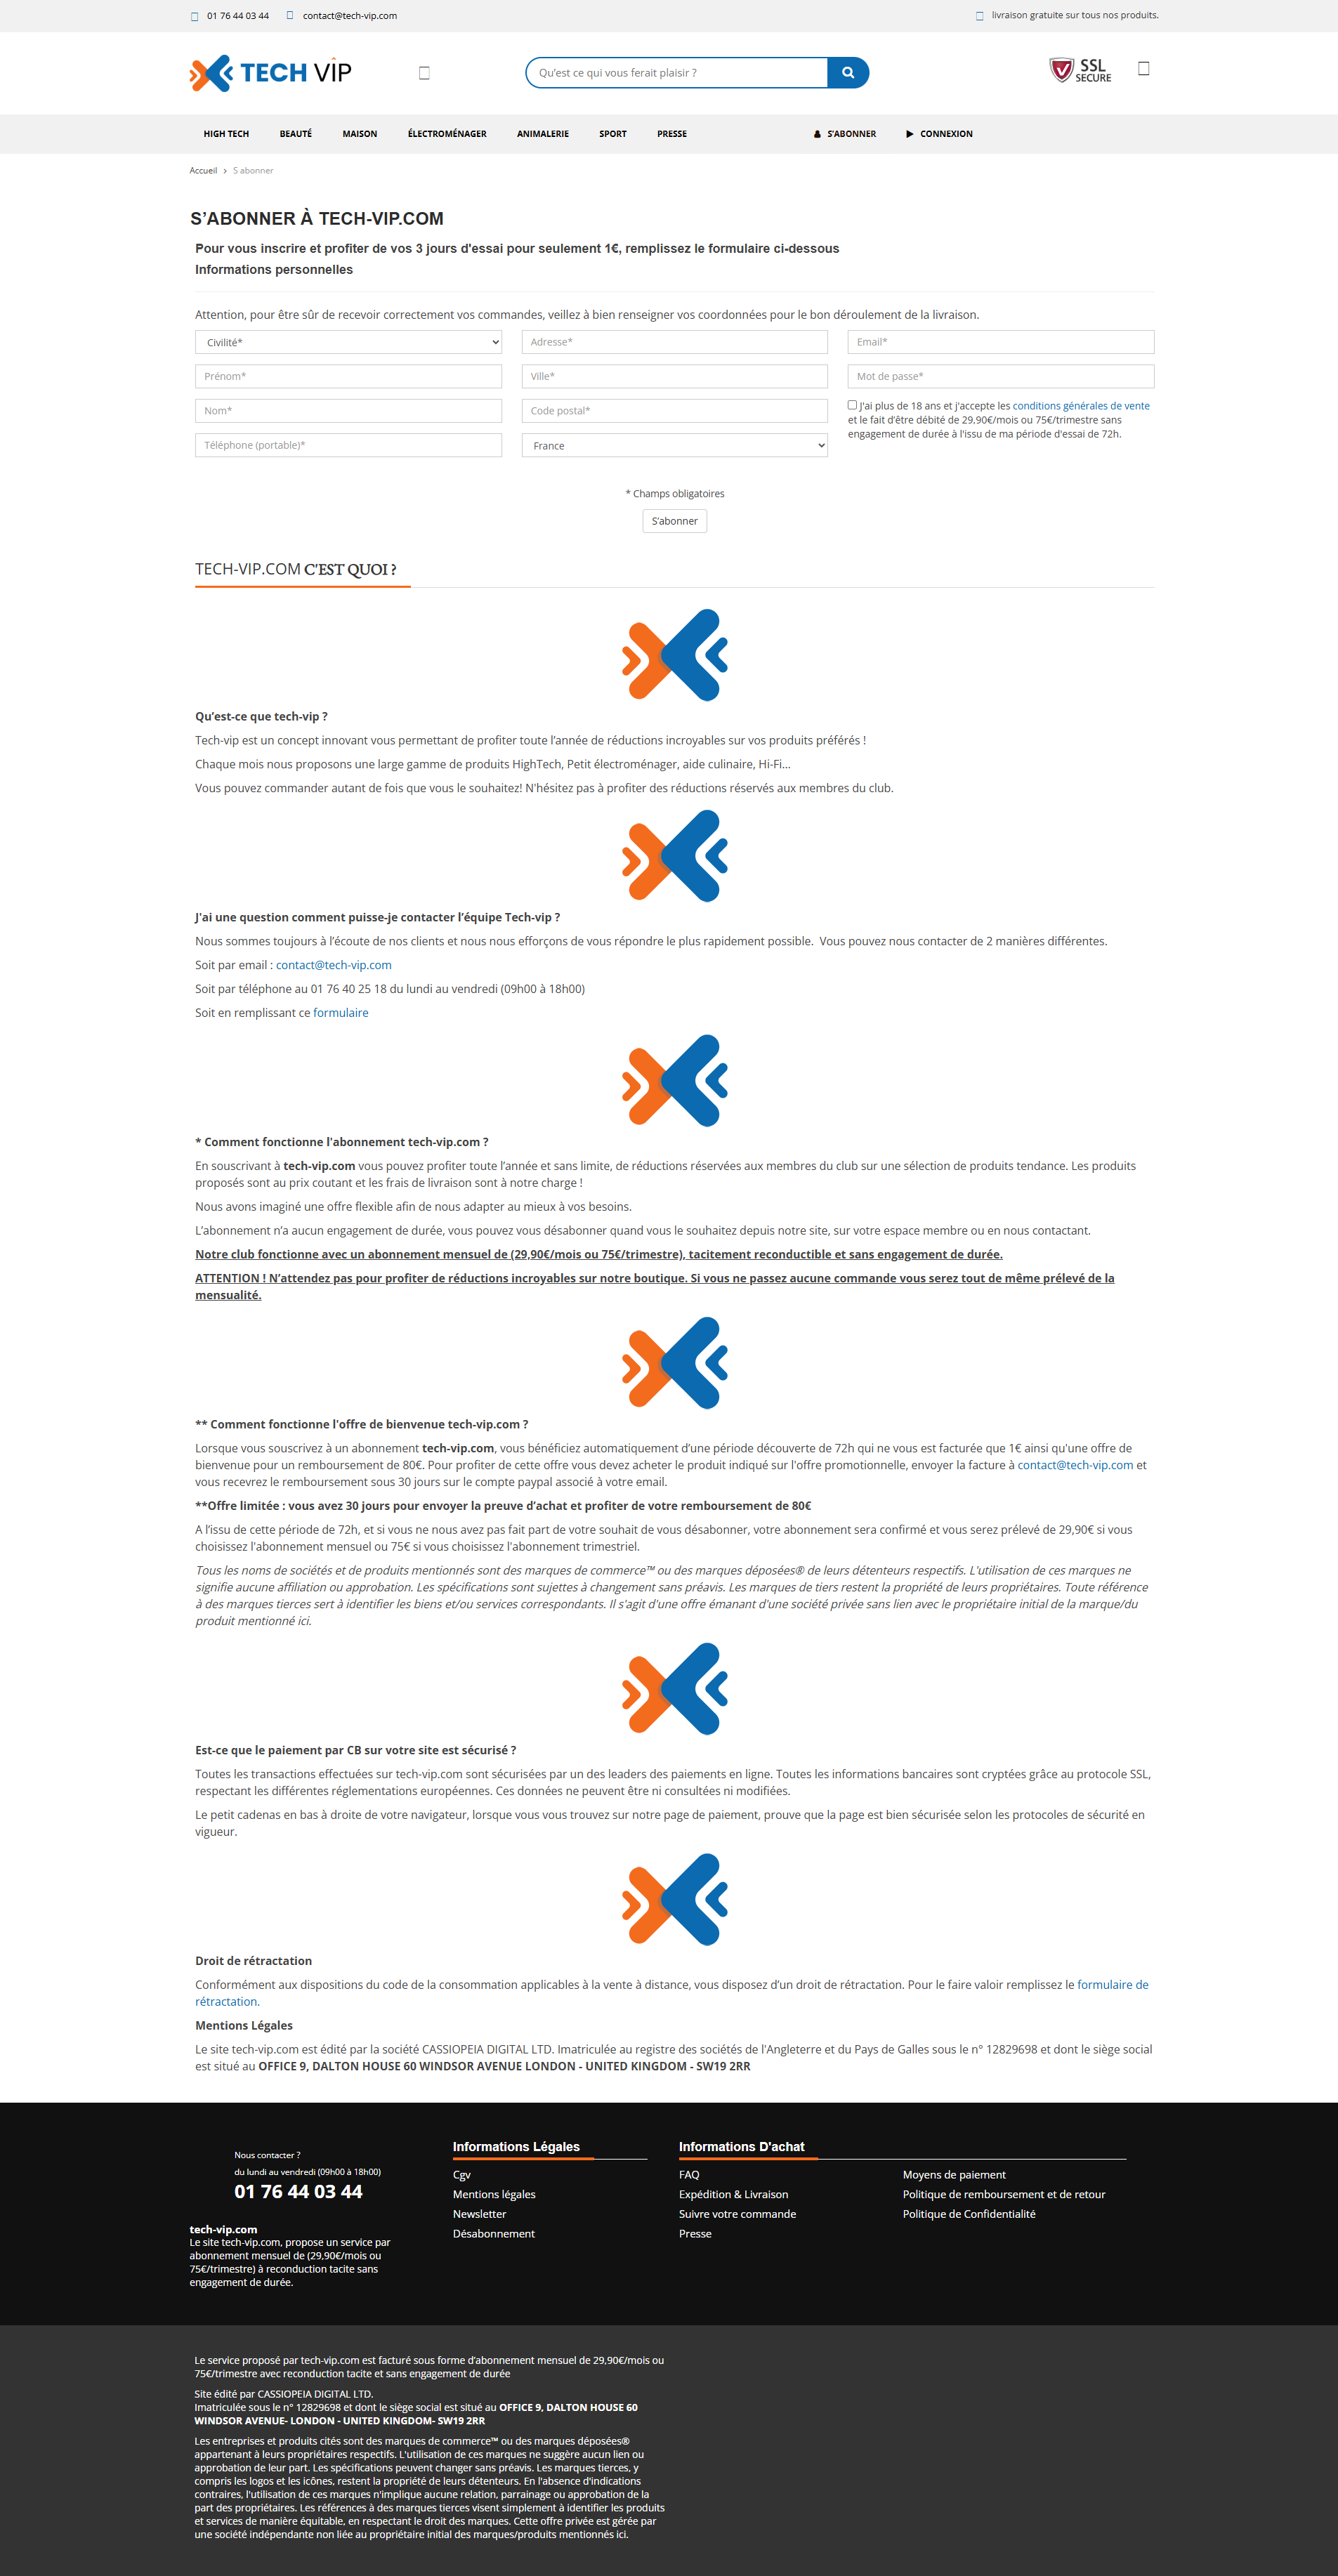 01 76 44 03 44
contact@tech-vip.com
livraison gratuite sur tous nos produits.
TECH VîP
Qu'est ce qui vous ferait plaisir ?
SSL
SECURE
HIGH TECH
BEAUTÉ
MAISON
ÉLECTROMÉNAGER
ANIMALERIE
SPORT
PRESSE
S'ABONNER
CONNEXION
Accueil > S abonner
S’ABONNER À TECH-VIP.COM
Pour vous inscrire et profiter de vos 3 jours d'essai pour seulement 1€, remplissez le formulaire ci-dessous
Informations personnelles
Attention, pour être sûr de recevoir correctement vos commandes, veillez à bien renseigner vos coordonnées pour le bon déroulement de la livraison.
Civilité*
Adresse*
Email*
Prénom*
Ville*
Mot de passe*
Nom*
Code postal*
Téléphone (portable)*
France
J'ai plus de 18 ans et j'accepte les conditions générales de vente
et le fait d’être débité de 29,90€/mois ou 75€/trimestre sans
engagement de durée à l'issu de ma période d'essai de 72h.
* Champs obligatoires
S'abonner
TECH-VIP.COM C'EST QUOI ?
Qu’est-ce que tech-vip ?
Tech-vip est un concept innovant vous permettant de profiter toute l’année de réductions incroyables sur vos produits préférés !
Chaque mois nous proposons une large gamme de produits HighTech, Petit électroménager, aide culinaire, Hi-Fi...
Vous pouvez commander autant de fois que vous le souhaitez! N'hésitez pas à profiter des réductions réservés aux membres du club.
J'ai une question comment puisse-je contacter l’équipe Tech-vip ?
Nous sommes toujours à l’écoute de nos clients et nous nous efforçons de vous répondre le plus rapidement possible.  Vous pouvez nous contacter de 2 manières différentes.
Soit par email : contact@tech-vip.com
Soit par téléphone au 01 76 40 25 18 du lundi au vendredi (09h00 à 18h00)
Soit en remplissant ce formulaire
* Comment fonctionne l'abonnement tech-vip.com ?
En souscrivant à tech-vip.com vous pouvez profiter toute l’année et sans limite, de réductions réservées aux membres du club sur une sélection de produits tendance. Les produits
proposés sont au prix coutant et les frais de livraison sont à notre charge !
Nous avons imaginé une offre flexible afin de nous adapter au mieux à vos besoins.
L’abonnement n’a aucun engagement de durée, vous pouvez vous désabonner quand vous le souhaitez depuis notre site, sur votre espace membre ou en nous contactant.
Notre club fonctionne avec un abonnement mensuel de (29,90€/mois ou 75€/trimestre), tacitement reconductible et sans engagement de durée.
ATTENTION ! N’attendez pas pour profiter de réductions incroyables sur notre boutique. Si vous ne passez aucune commande vous serez tout de même prélevé de la
mensualité.
** Comment fonctionne l'offre de bienvenue tech-vip.com ?
Lorsque vous souscrivez à un abonnement tech-vip.com, vous bénéficiez automatiquement d’une période découverte de 72h qui ne vous est facturée que 1€ ainsi qu'une offre de
bienvenue pour un remboursement de 80€. Pour profiter de cette offre vous devez acheter le produit indiqué sur l'offre promotionnelle, envoyer la facture à contact@tech-vip.com et
vous recevrez le remboursement sous 30 jours sur le compte paypal associé à votre email.
**Offre limitée : vous avez 30 jours pour envoyer la preuve d’achat et profiter de votre remboursement de 80€
A l’issu de cette période de 72h, et si vous ne nous avez pas fait part de votre souhait de vous désabonner, votre abonnement sera confirmé et vous serez prélevé de 29,90€ si vous
choisissez l'abonnement mensuel ou 75€ si vous choisissez l'abonnement trimestriel.
Tous les noms de sociétés et de produits mentionnés sont des marques de commerce™ ou des marques déposées® de leurs détenteurs respectifs. L'utilisation de ces marques ne
signifie aucune affiliation ou approbation. Les spécifications sont sujettes à changement sans préavis. Les marques de tiers restent la propriété de leurs propriétaires. Toute référence
à des marques tierces sert à identifier les biens et/ou services correspondants. Il s'agit d'une offre émanant d'une société privée sans lien avec le propriétaire initial de la marque/du
produit mentionné ici.
Est-ce que le paiement par CB sur votre site est sécurisé ?
Toutes les transactions effectuées sur tech-vip.com sont sécurisées par un des leaders des paiements en ligne. Toutes les informations bancaires sont cryptées grâce au protocole SSL,
respectant les différentes réglementations européennes. Ces données ne peuvent être ni consultées ni modifiées.
Le petit cadenas en bas à droite de votre navigateur, lorsque vous vous trouvez sur notre page de paiement, prouve que la page est bien sécurisée selon les protocoles de sécurité en
vigueur.
Droit de rétractation
Conformément aux dispositions du code de la consommation applicables à la vente à distance, vous disposez d’un droit de rétractation. Pour le faire valoir remplissez le formulaire de
rétractation.
Mentions Légales
Le site tech-vip.com est édité par la société CASSIOPEIA DIGITAL LTD. Imatriculée au registre des sociétés de l'Angleterre et du Pays de Galles sous le n° 12829698 et dont le siège social
est situé au OFFICE 9, DALTON HOUSE 60 WINDSOR AVENUE LONDON - UNITED KINGDOM - SW19 2RR
Nous contacter ?
du lundi au vendredi (09h00 à 18h00)
01 76 44 03 44
tech-vip.com
Le site tech-vip.com, propose un service par
abonnement mensuel de (29,90€/mois ou
75€/trimestre) à reconduction tacite sans
engagement de durée.
Informations Légales
Cgv
Mentions légales
Newsletter
Désabonnement
Informations D'achat
FAQ
Expédition & Livraison
Suivre votre commande
Presse
Moyens de paiement
Politique de remboursement et de retour
Politique de Confidentialité
Le service proposé par tech-vip.com est facturé sous forme d’abonnement mensuel de 29,90€/mois ou
75€/trimestre avec reconduction tacite et sans engagement de durée
Site édité par CASSIOPEIA DIGITAL LTD.
Imatriculée sous le n° 12829698 et dont le siège social est situé au OFFICE 9, DALTON HOUSE 60
WINDSOR AVENUE- LONDON - UNITED KINGDOM- SW19 2RR
Les entreprises et produits cités sont des marques de commerce™ ou des marques déposées®
appartenant à leurs propriétaires respectifs. L'utilisation de ces marques ne suggère aucun lien ou
approbation de leur part. Les spécifications peuvent changer sans préavis. Les marques tierces, y
compris les logos et les icônes, restent la propriété de leurs détenteurs. En l'absence d'indications
contraires, l'utilisation de ces marques n'implique aucune relation, parrainage ou approbation de la
part des propriétaires. Les références à des marques tierces visent simplement à identifier les produits
et services de manière équitable, en respectant le droit des marques. Cette offre privée est gérée par
une société indépendante non liée au propriétaire initial des marques/produits mentionnés ici.